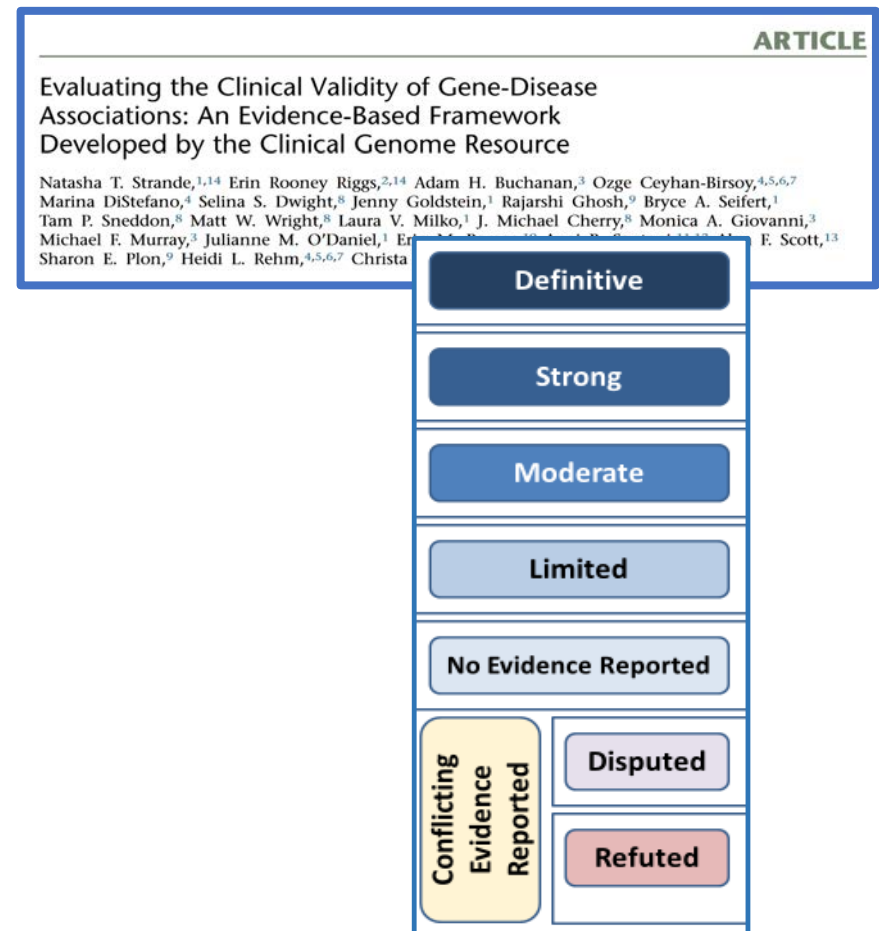 ARTICLE
Evaluating the Clinical Validity of Gene-Disease
Associations: An Evidence-Based Framework
Developed by the Clinical Genome Resource
Natasha T. Strande,1,14 Erin Rooney Riggs,2,14 Adam H. Buchanan,3 Ozge Ceyhan-Birsoy,4,5,6,7
Marina DiStefano,4 Selina S. Dwight,8 Jenny Goldstein,1 Rajarshi Ghosh,9 Bryce A. Seifert,1
Tam P. Sneddon,8 Matt W. Wright,8 Laura V. Milko,1 J. Michael Cherry,8 Monica A. Giovanni,3
Michael F. Murray,3 Julianne M. O'Daniel,1 F. Scott,13
Sharon E. Plon,9 Heidi L. Rehm,4,5,6,7 Christa
Definitive
Strong
Moderate
Limited
No Evidence Reported
Conflicting
Evidence
Reported
Disputed
Refuted